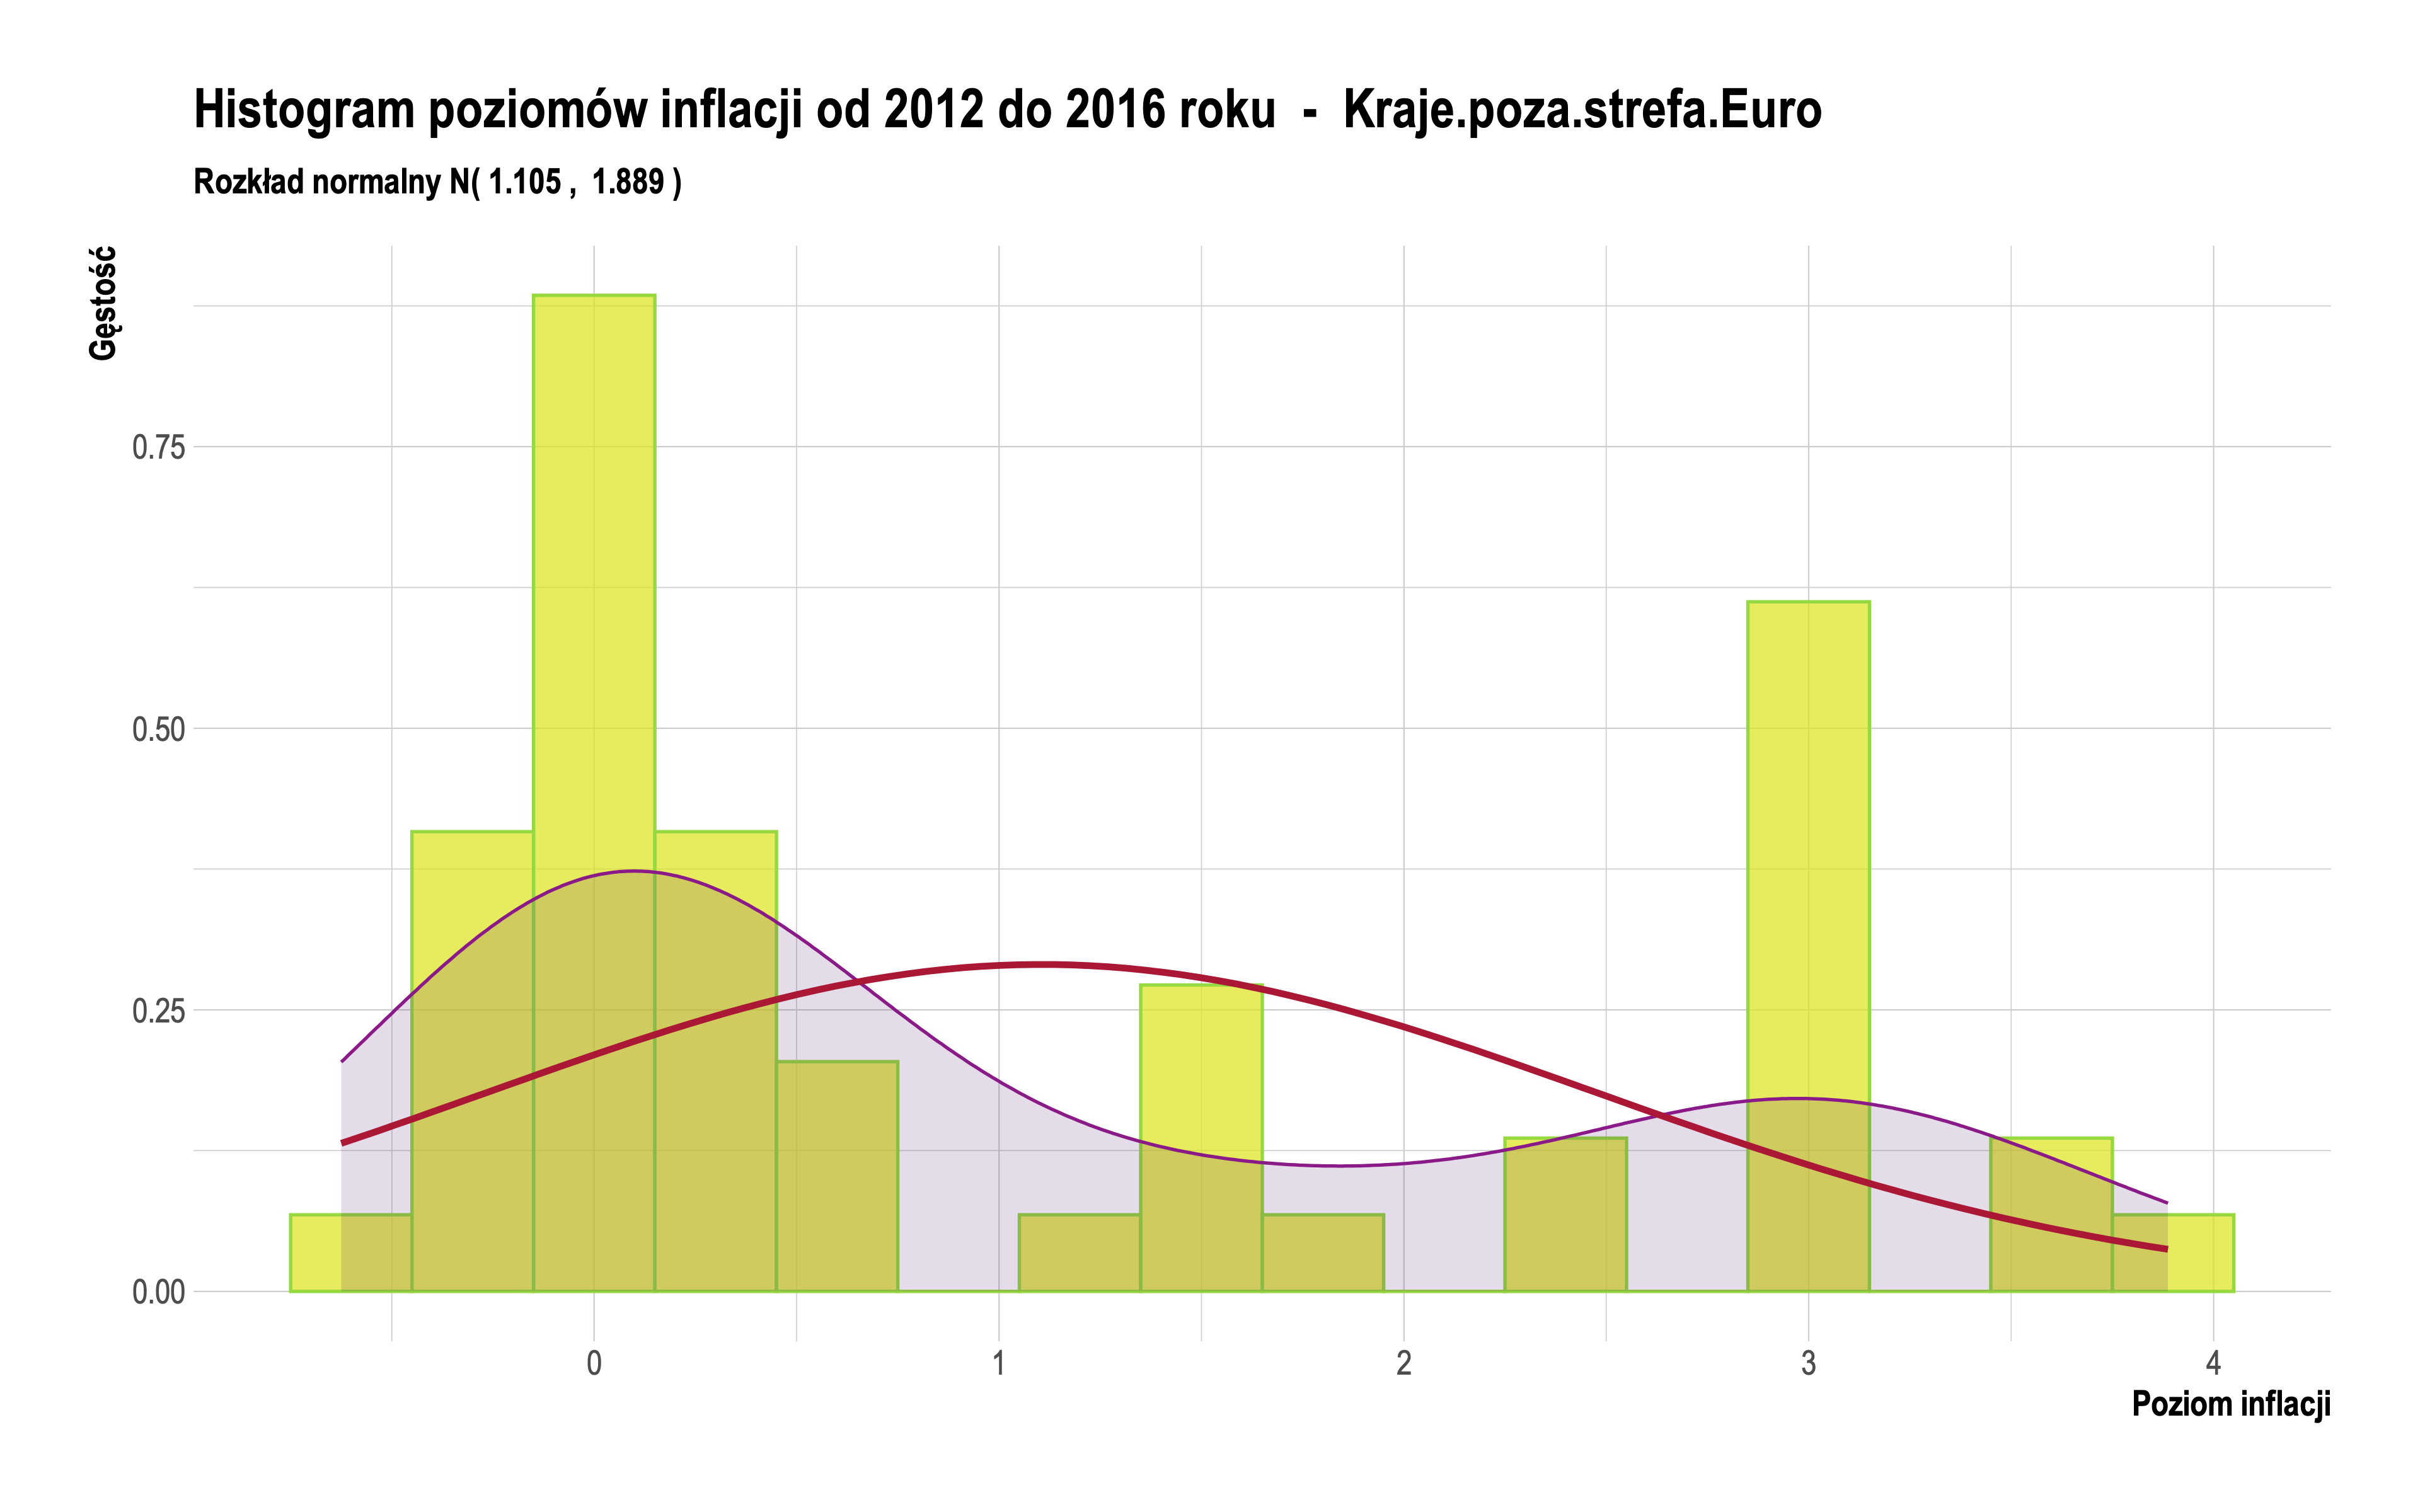 Histogram poziomów inflacji od 2012 do 2016 roku  -  Kraje.poza.strefa.Euro
Rozkład normalny N( 1.105 ,  1.889 )
Gęstość
0.75
0.50
0.25
0.00
0 1 2 3 4
Poziom inflacji